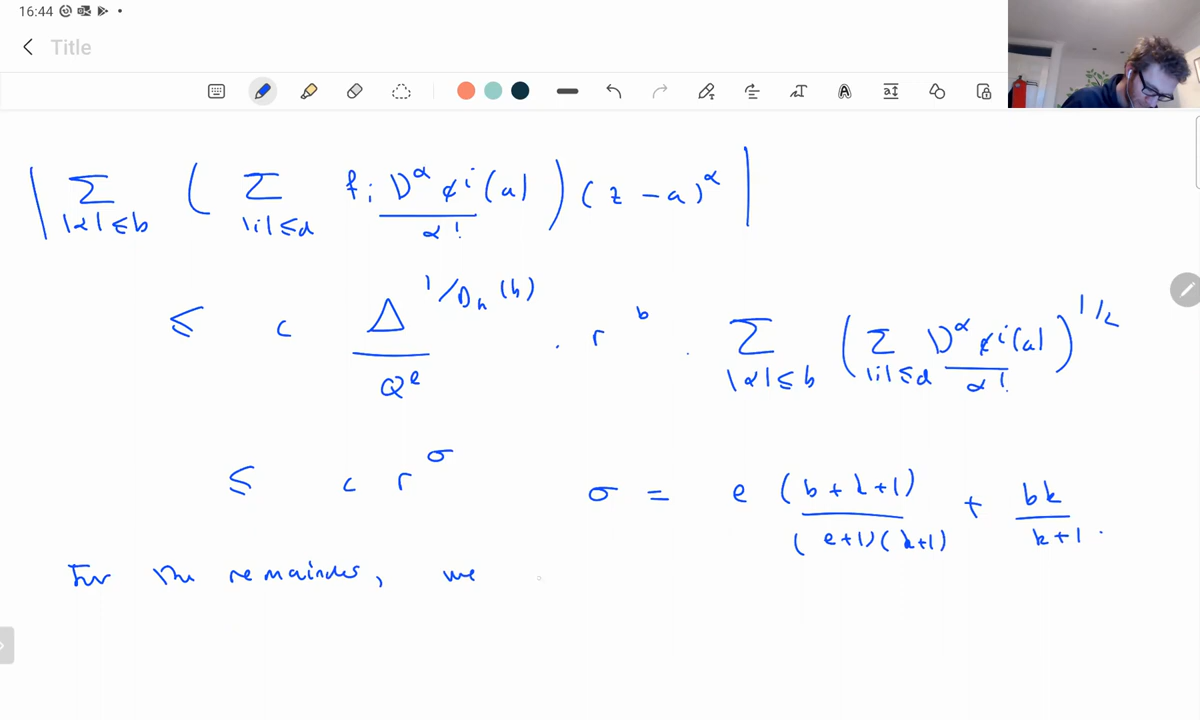 16:44
Title
| Σ_{|α| ≤ b} ( Σ_{|i| ≤ d} f_i D^α φ^i (a) / α! ) (z - a)^α |
≤ c Δ^{1/D_k(b)} / Q^e . r^b . Σ_{|α| ≤ b} ( Σ_{|i| ≤ d} D^α φ^i (a) / α! )^{1/2}
≤ c r^σ σ = e (b + k + 1) / (e+1)(k+1) + bk / k+1 .
For the remainder, we